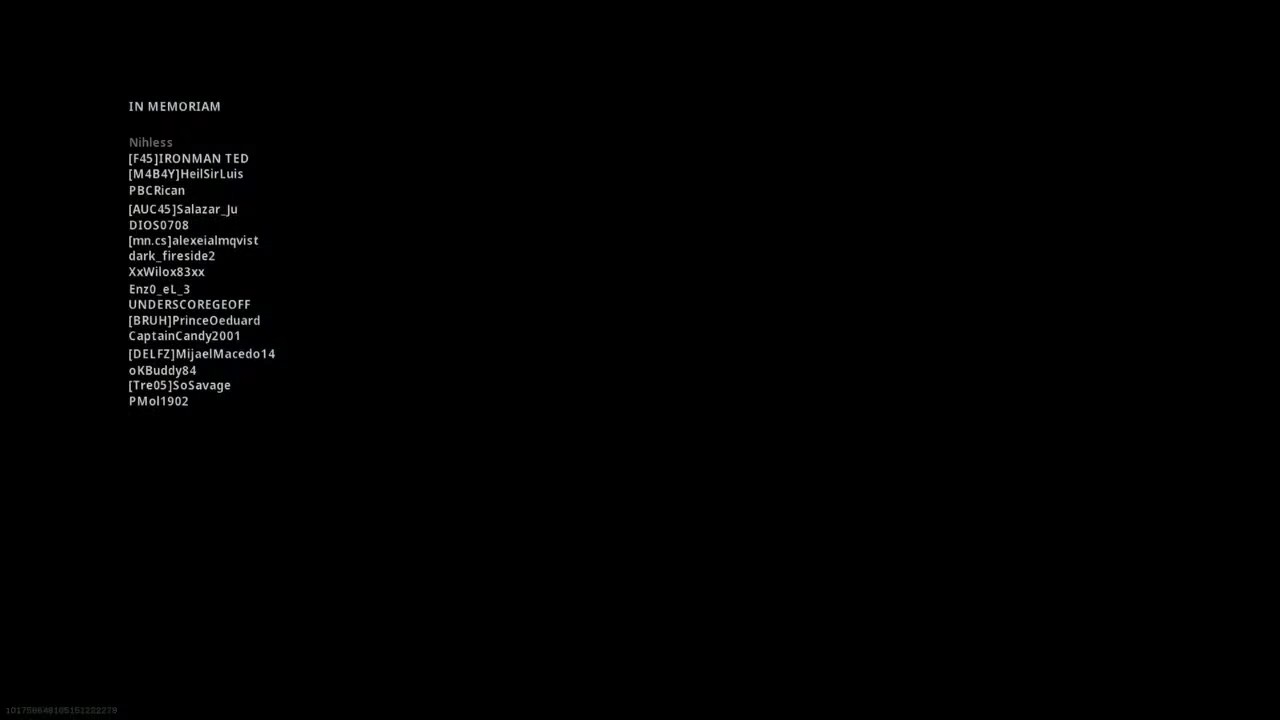 IN MEMORIAM
Nihless
[F45]IRONMAN TED
[M4B4Y]HeilSirLuis
PBCRican
[AUC45]Salazar_Ju
DIOS0708
[mn.cs]alexeialmqvist
dark_fireside2
XxWilox83xx
Enz0_eL_3
UNDERSCOREGEOFF
[BRUH]PrinceOeduard
CaptainCandy2001
[DELFZ]MijaelMacedo14
oKBuddy84
[Tre05]SoSavage
PMol1902